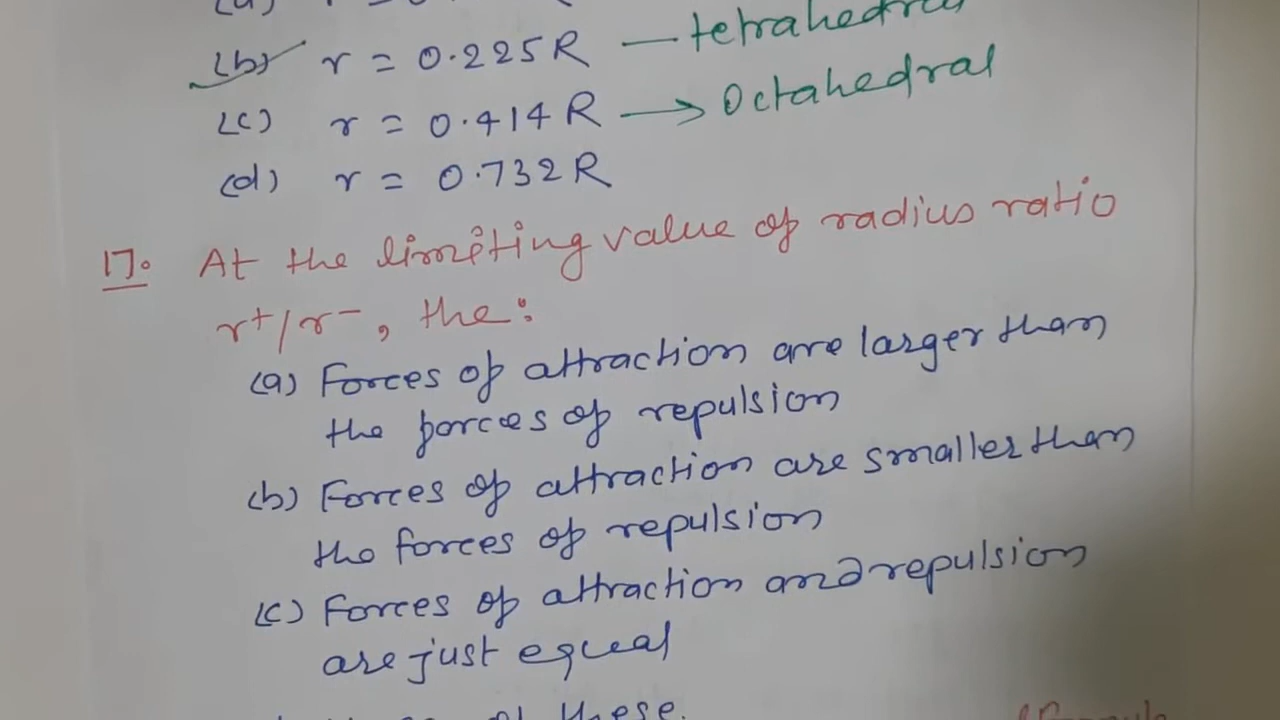 (b) r = 0.225R — tetrahedral
(c) r = 0.414R → Octahedral
(d) r = 0.732R
17. At the limiting value of radius ratio
r+/r-, the:
(a) Forces of attraction are larger than
the forces of repulsion
(b) Forces of attraction are smaller than
the forces of repulsion
(c) Forces of attraction and repulsion
are just equal
of these.